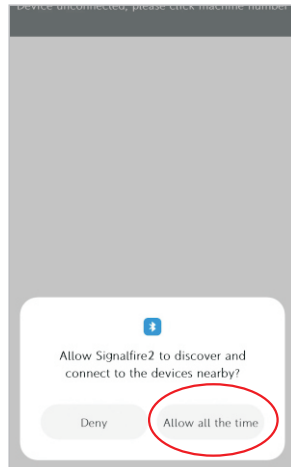 Device unconnected, please click machine number
Allow Signalfire2 to discover and
connect to the devices nearby?
Deny
Allow all the time